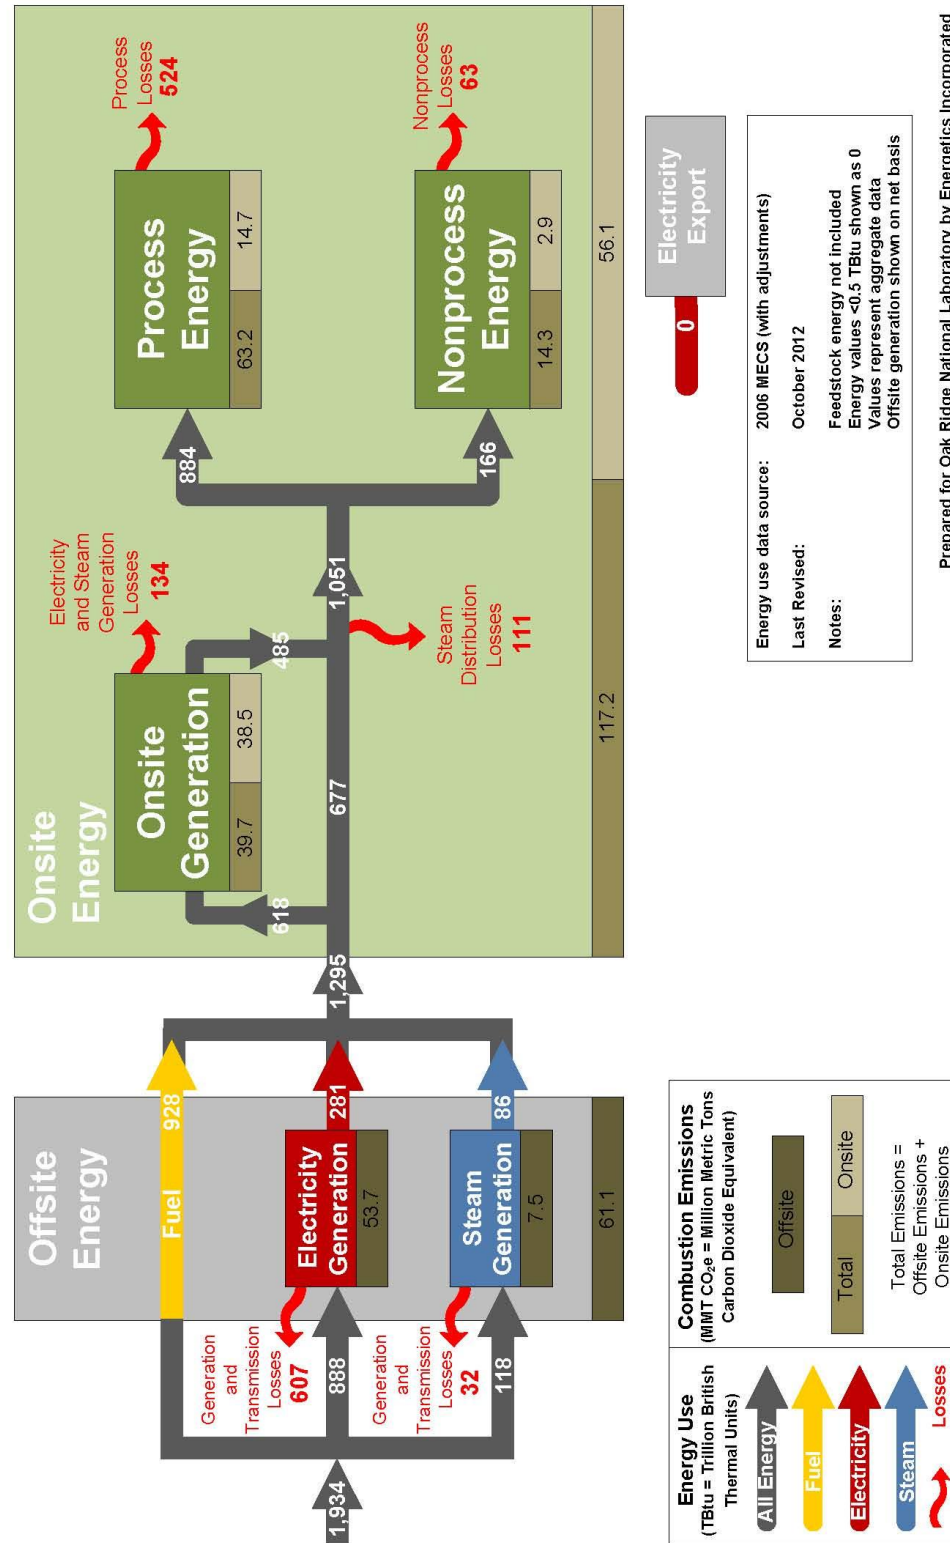 Offsite
Energy
Fuel
928
Generation
and
Transmission
Losses
607
Electricity
Generation
53.7
281
888
Generation
and
Transmission
Losses
32
Steam
Generation
7.5
86
118
61.1
1,934
1,295
Onsite
Energy
Onsite
Generation
39.7
38.5
Electricity
and Steam
Generation
Losses
134
618
485
677
1,051
Steam
Distribution
Losses
111
884
Process
Energy
63.2
14.7
Process
Losses
524
166
Nonprocess
Energy
14.3
2.9
Nonprocess
Losses
63
117.2
56.1
0
Electricity
Export
Energy Use
(TBtu = Trillion British
Thermal Units)
All Energy
Fuel
Electricity
Steam
Losses
Combustion Emissions
(MMT CO₂e = Million Metric Tons
Carbon Dioxide Equivalent)
Offsite
Total
Onsite
Total Emissions =
Offsite Emissions +
Onsite Emissions
Energy use data source: 2006 MECS (with adjustments)
Last Revised: October 2012
Notes: Feedstock energy not included
Energy values <0.5 TBtu shown as 0
Values represent aggregate data
Offsite generation shown on net basis
Prepared for Oak Ridge National Laboratory by Energetics Incorporated